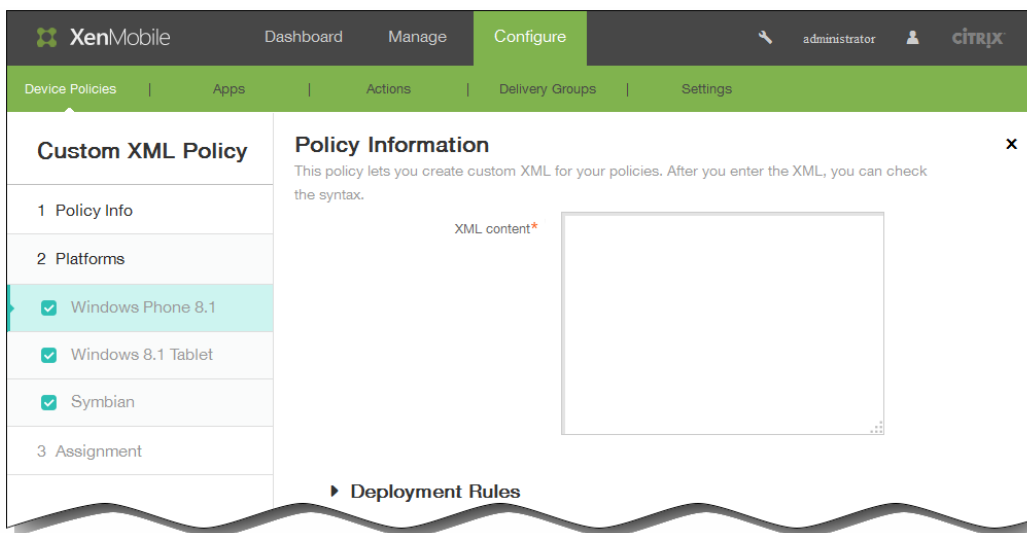 XenMobile Dashboard Manage Configure administrator CİTRIX
Device Policies | Apps | Actions | Delivery Groups | Settings
Custom XML Policy
1 Policy Info
2 Platforms
Windows Phone 8.1
Windows 8.1 Tablet
Symbian
3 Assignment
Policy Information
This policy lets you create custom XML for your policies. After you enter the XML, you can check
the syntax.
XML content*
Deployment Rules